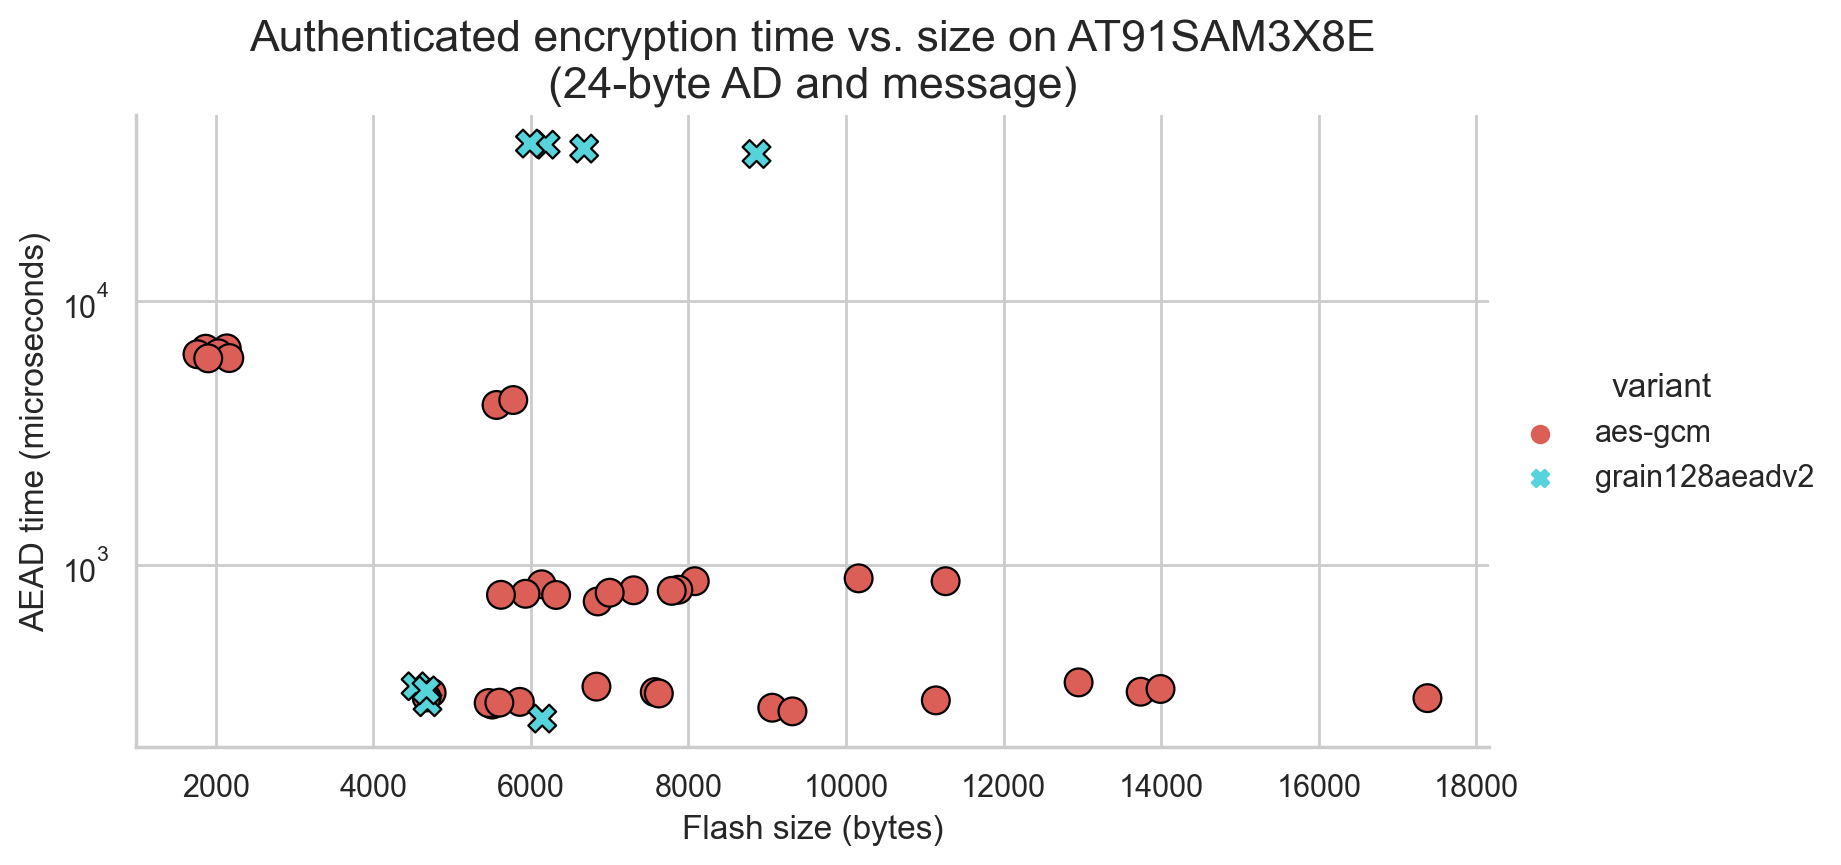 Authenticated encryption time vs. size on AT91SAM3X8E
(24-byte AD and message)
AEAD time (microseconds)
10^4
10^3
2000 4000 6000 8000 10000 12000 14000 16000 18000
Flash size (bytes)
variant
aes-gcm
grain128aeadv2